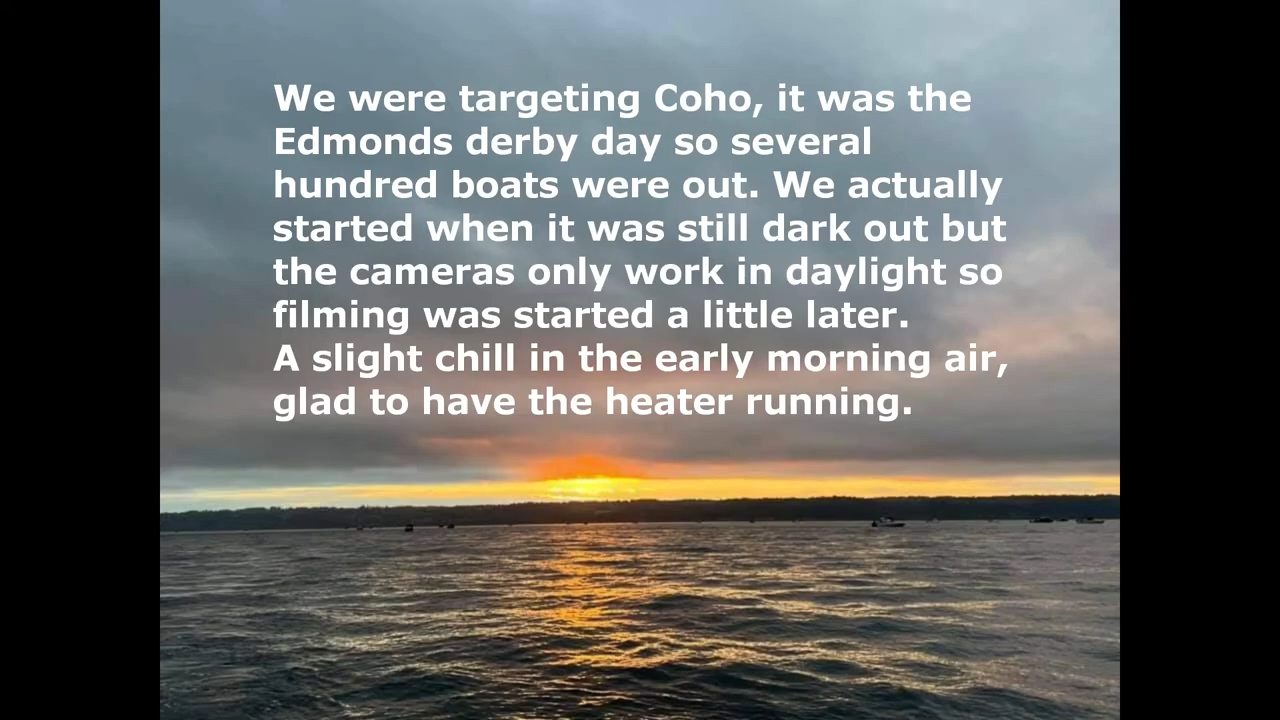 We were targeting Coho, it was the
Edmonds derby day so several
hundred boats were out. We actually
started when it was still dark out but
the cameras only work in daylight so
filming was started a little later.
A slight chill in the early morning air,
glad to have the heater running.